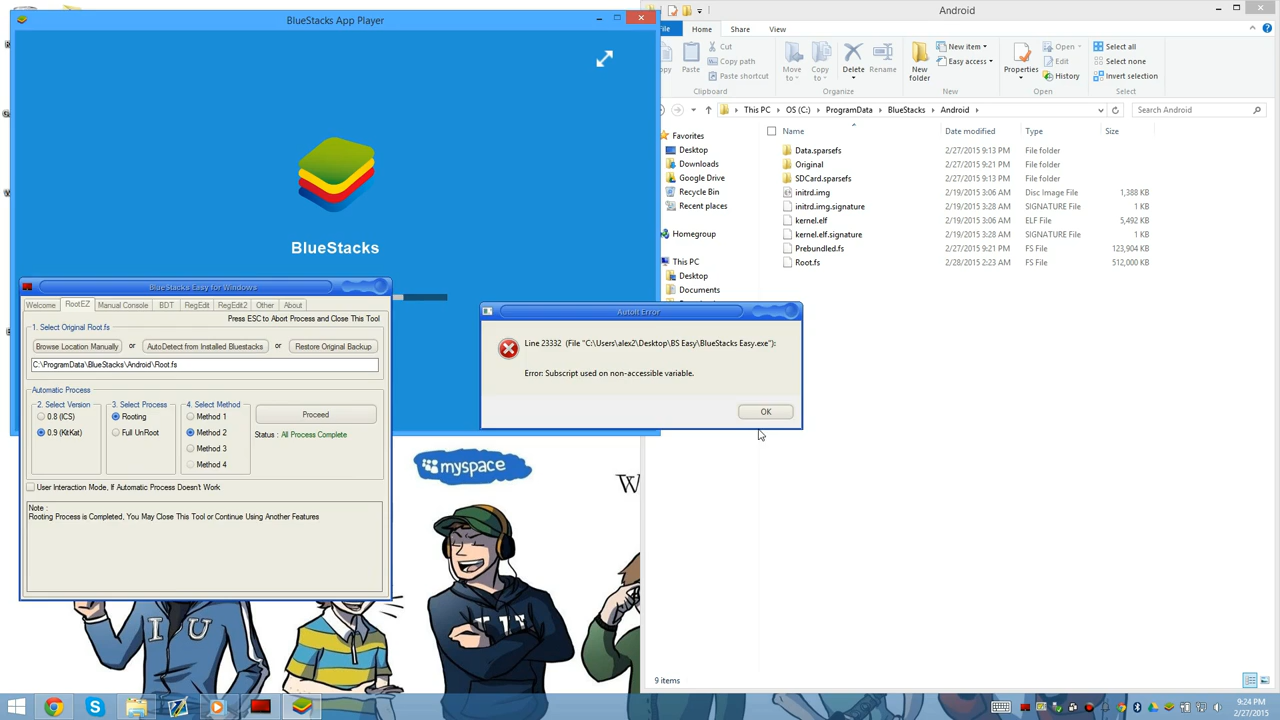 BlueStacks App Player
BlueStacks
BlueStacks Easy for Windows
Welcome RootEZ Manual Console BDT RegEdit RegEdit2 Other About
Press ESC to Abort Process and Close This Tool
1. Select Original Root.fs
Browse Location Manually or AutoDetect from Installed Bluestacks or Restore Original Backup
C:\ProgramData\BlueStacks\Android\Root.fs
Automatic Process
2. Select Version 3. Select Process 4. Select Method
0.8 (ICS) Rooting Method 1 Proceed
0.9 (KitKat) Full UnRoot Method 2 Status : All Process Complete
Method 3
Method 4
User Interaction Mode, If Automatic Process Doesn't Work
Note :
Rooting Process is Completed, You May Close This Tool or Continue Using Another Features
AutoIt Error
Line 23332 (File "C:\Users\alex2\Desktop\BS Easy\BlueStacks Easy.exe"):
Error: Subscript used on non-accessible variable.
OK
Android
File Home Share View
Paste
Cut
Copy path
Paste shortcut
Clipboard
Move to
Copy to
Delete
Rename
Organize
New folder
New item
Easy access
New
Properties
Open
Edit
History
Open
Select all
Select none
Invert selection
Select
This PC OS (C:) ProgramData BlueStacks Android
Search Android
Favorites
Desktop
Downloads
Google Drive
Recycle Bin
Recent places
Homegroup
This PC
Desktop
Documents
Name Date modified Type Size
Data.sparsefs 2/27/2015 9:13 PM File folder
Original 2/27/2015 9:21 PM File folder
SDCard.sparsefs 2/27/2015 9:13 PM File folder
initrd.img 2/19/2015 3:06 AM Disc Image File 1,388 KB
initrd.img.signature 2/19/2015 3:28 AM SIGNATURE File 1 KB
kernel.elf 2/19/2015 3:06 AM ELF File 5,492 KB
kernel.elf.signature 2/19/2015 3:28 AM SIGNATURE File 1 KB
Prebundled.fs 2/27/2015 9:21 PM FS File 123,904 KB
Root.fs 2/28/2015 2:23 AM FS File 512,000 KB
9 items
myspace
W
I U
9:24 PM
2/27/2015